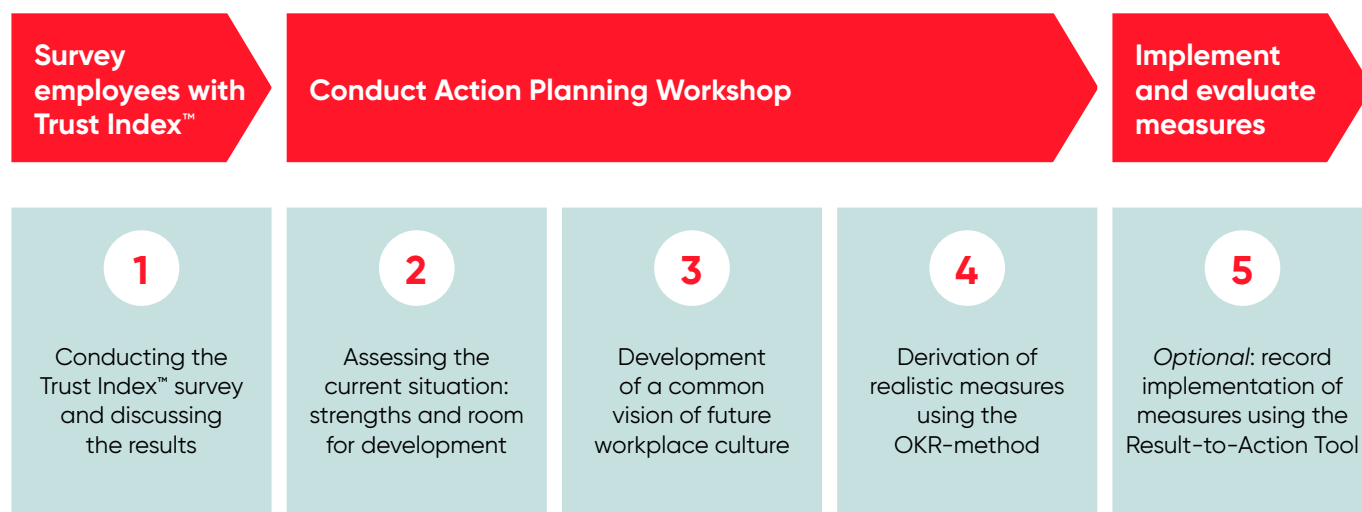 Survey
employees with
Trust Index™
Conduct Action Planning Workshop
Implement
and evaluate
measures
1
Conducting the
Trust Index™ survey
and discussing
the results
2
Assessing the
current situation:
strengths and room
for development
3
Development
of a common
vision of future
workplace culture
4
Derivation of
realistic measures
using the
OKR-method
5
Optional: record
implementation of
measures using the
Result-to-Action Tool